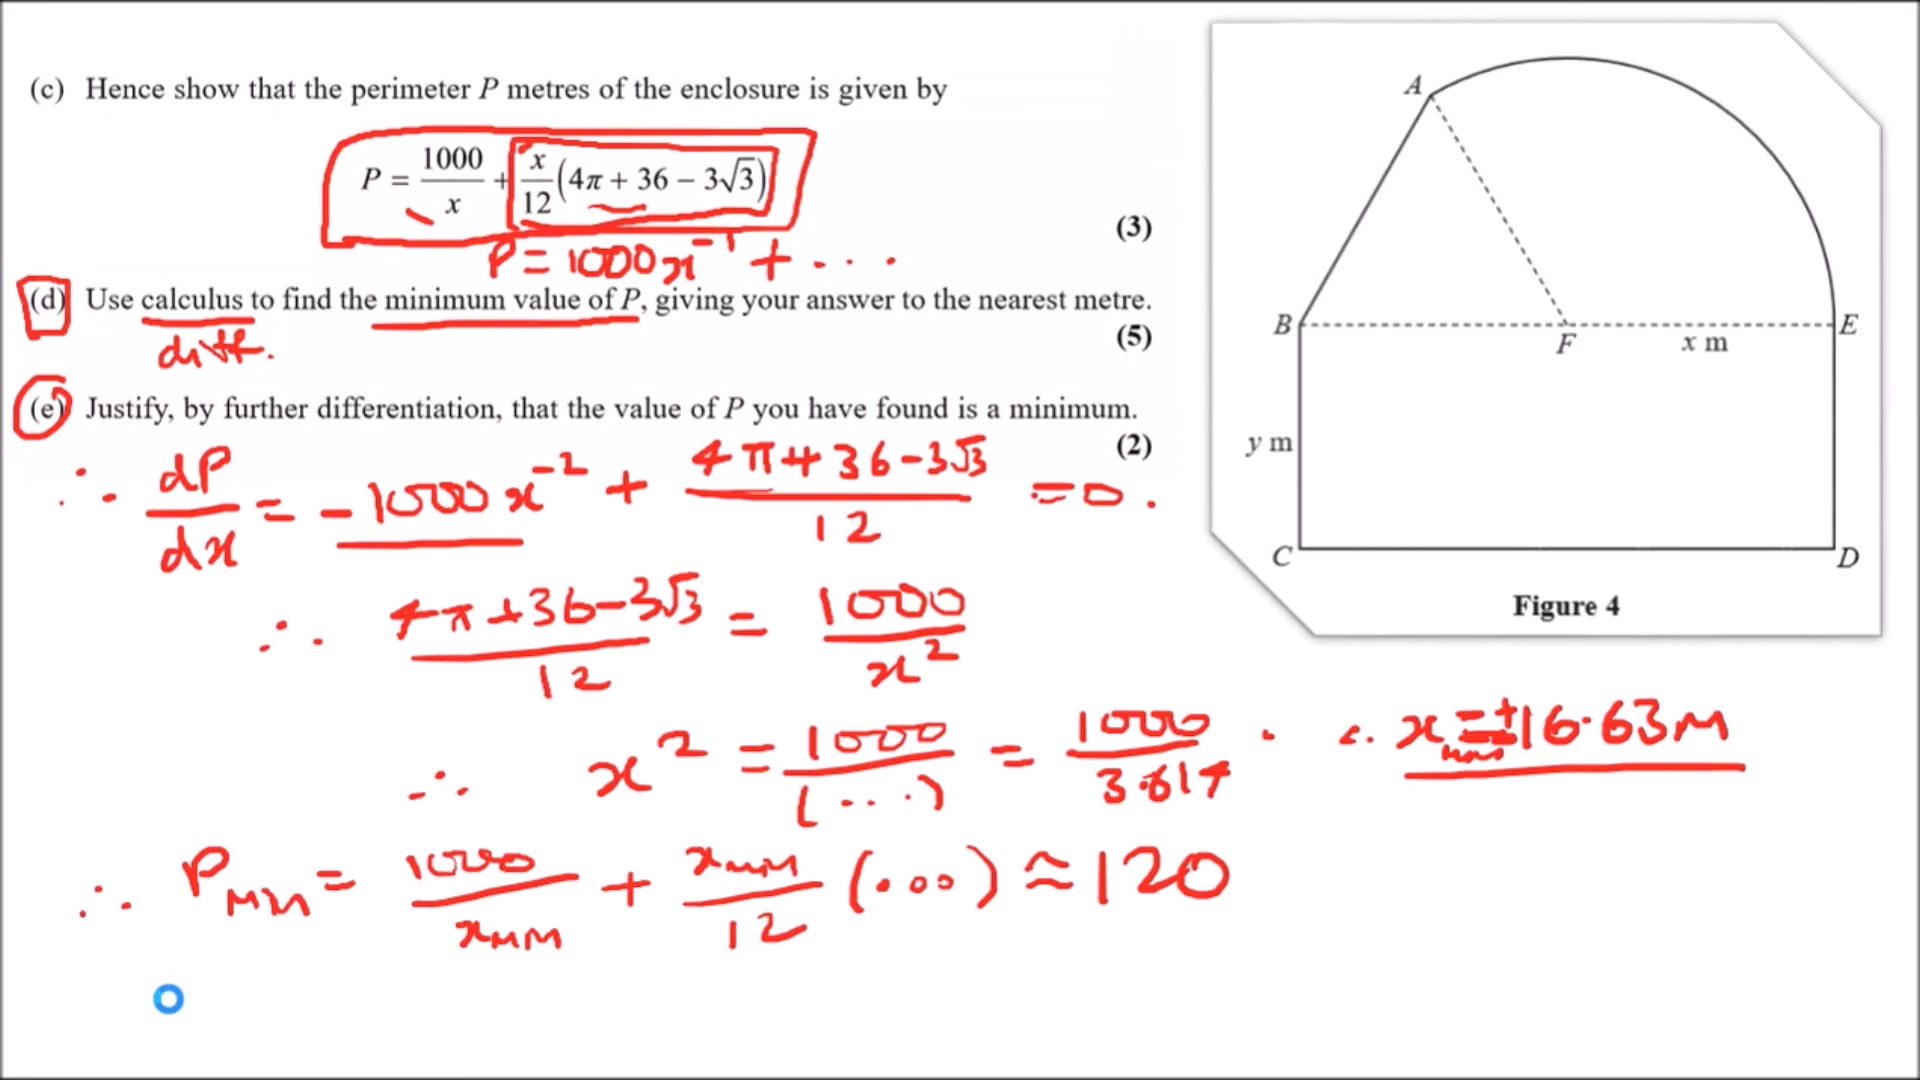 (c) Hence show that the perimeter P metres of the enclosure is given by
P = 1000/x + x/12 (4π + 36 − 3√3)
(3)
P = 1000x⁻¹ + ...
(d) Use calculus to find the minimum value of P, giving your answer to the nearest metre.
(5)
diff.
(e) Justify, by further differentiation, that the value of P you have found is a minimum.
(2)
∴ dP/dx = −1000x⁻² + (4π + 36 − 3√3)/12 = 0.
∴ (4π + 36 − 3√3)/12 = 1000/x²
∴ x² = 1000/(...) = 1000/3.614 . ∴ x = ±16.63m
∴ Pmin = 1000/xmin + xmin/12 (...) ≈ 120
A
B
F
x m
E
y m
C
D
Figure 4